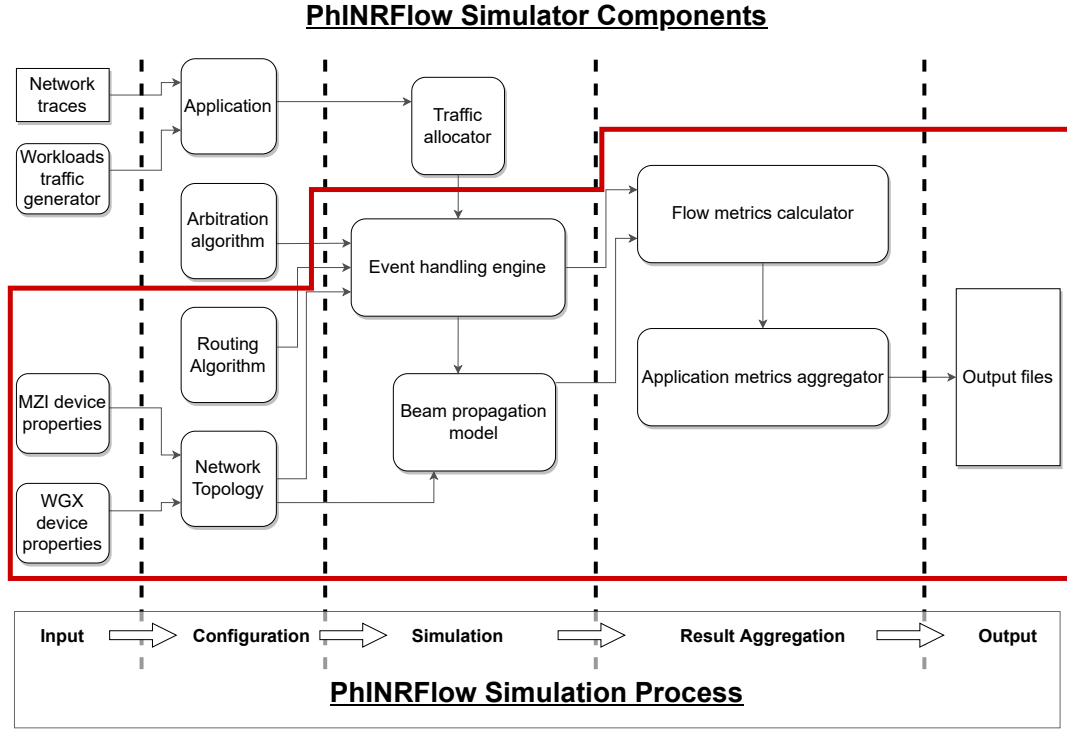 PhINRFlow Simulator Components
Network
traces
Workloads
traffic
generator
MZI device
properties
WGX
device
properties
Application
Arbitration
algorithm
Routing
Algorithm
Network
Topology
Traffic
allocator
Event handling engine
Beam propagation
model
Flow metrics calculator
Application metrics aggregator
Output files
Input
Configuration
Simulation
Result Aggregation
Output
PhINRFlow Simulation Process